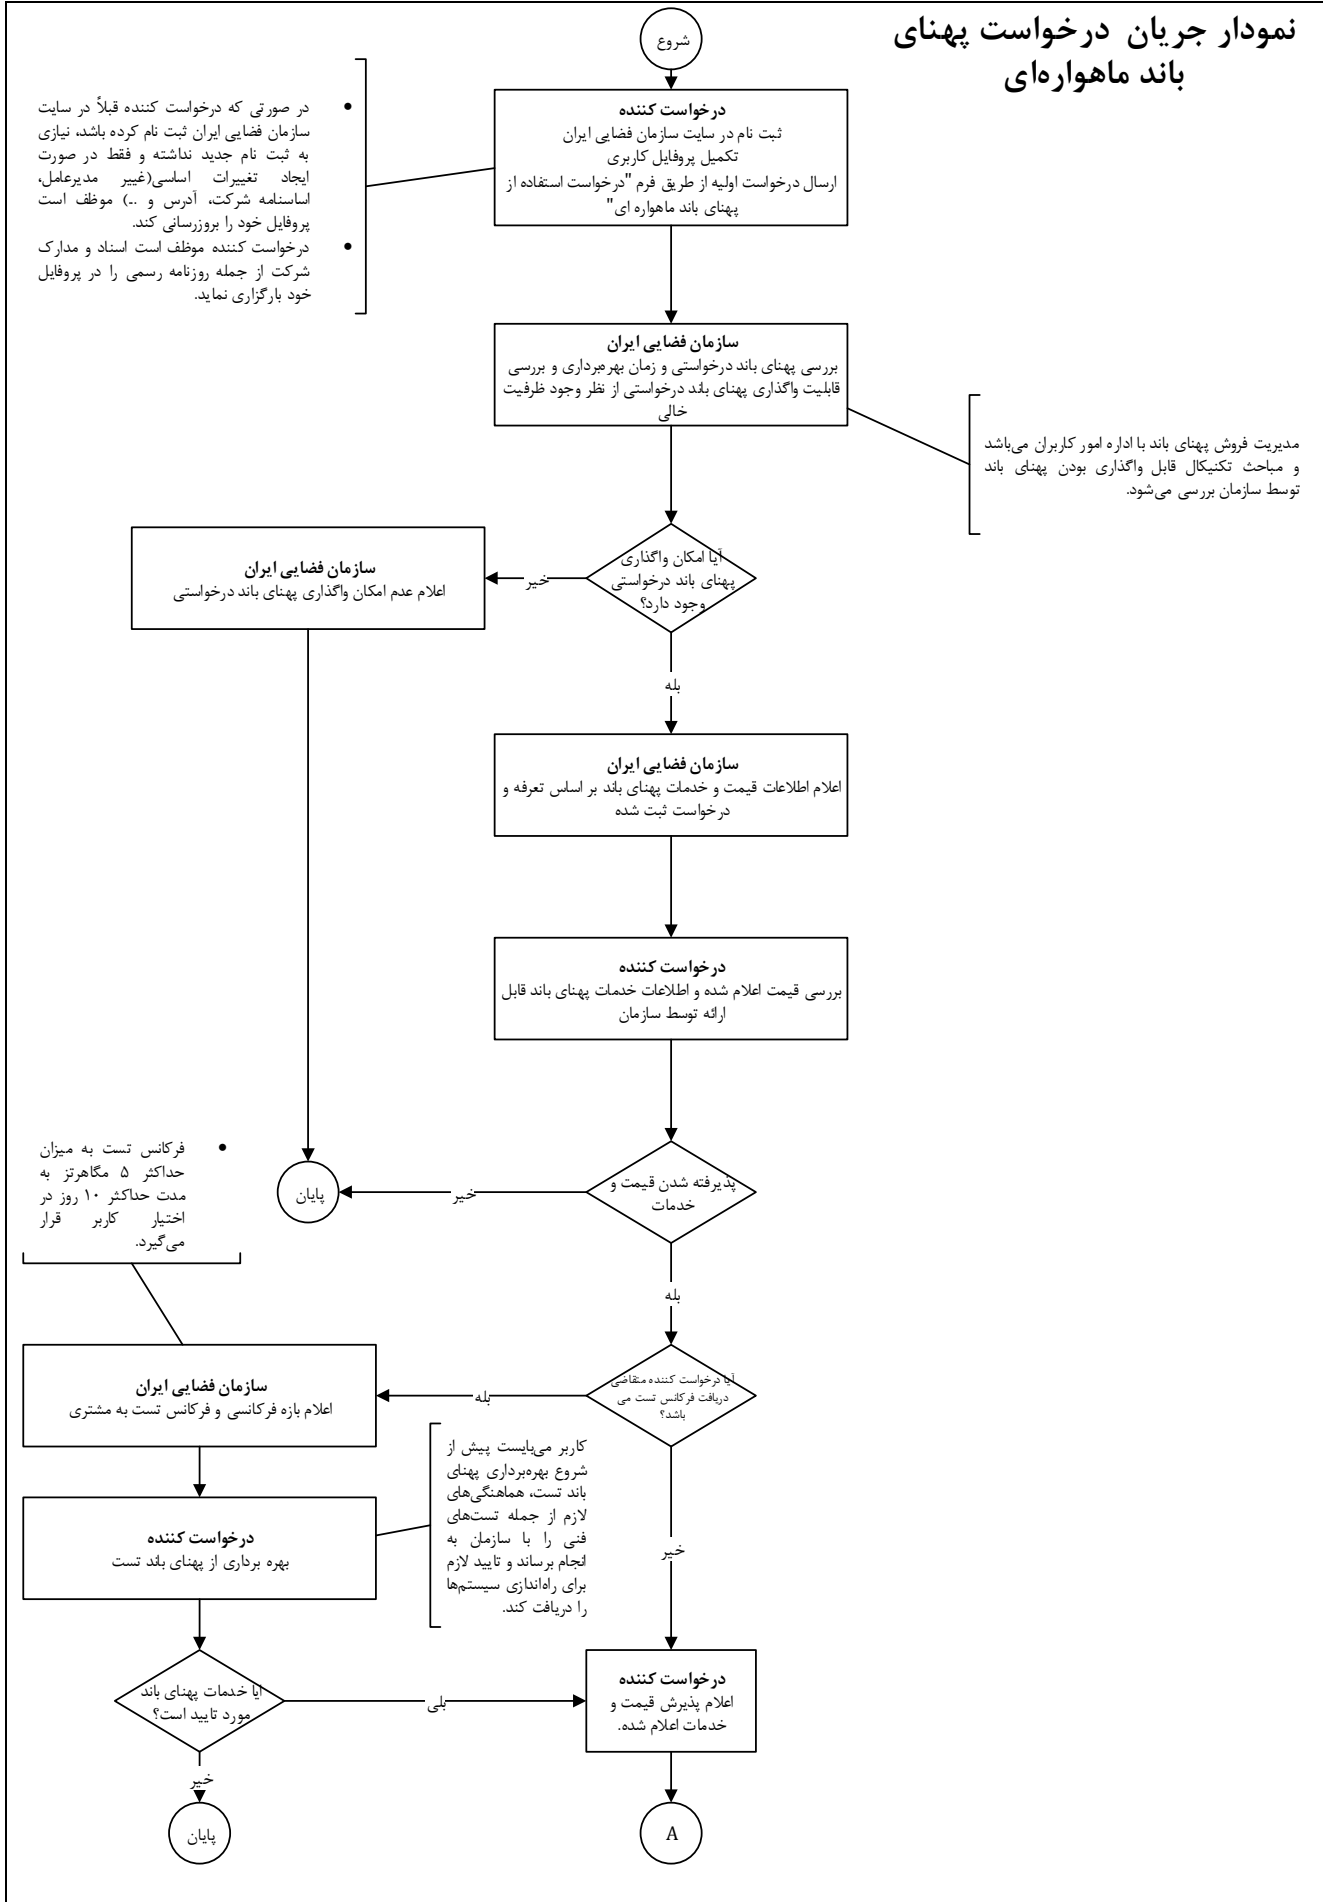 نمودار جریان درخواست پهنای
باند ماهواره‌ای
شروع
درخواست کننده
ثبت نام در سایت سازمان فضایی ایران
تکمیل پروفایل کاربری
ارسال درخواست اولیه از طریق فرم "درخواست استفاده از
پهنای باند ماهواره ای"
• در صورتی که درخواست کننده قبلاً در سایت
سازمان فضایی ایران ثبت نام کرده باشد، نیازی
به ثبت نام جدید نداشته و فقط در صورت
ایجاد تغییرات اساسی(غییر مدیرعامل،
اساسنامه شرکت، آدرس و ...) موظف است
پروفایل خود را بروزرسانی کند.
• درخواست کننده موظف است اسناد و مدارک
شرکت از جمله روزنامه رسمی را در پروفایل
خود بارگزاری نماید.
سازمان فضایی ایران
بررسی پهنای باند درخواستی و زمان بهره‌برداری و بررسی
قابلیت واگذاری پهنای باند درخواستی از نظر وجود ظرفیت
خالی
مدیریت فروش پهنای باند با اداره امور کاربران می‌باشد
و مباحث تکنیکال قابل واگذاری بودن پهنای باند
توسط سازمان بررسی می‌شود.
آیا امکان واگذاری
پهنای باند درخواستی
وجود دارد؟
خیر
سازمان فضایی ایران
اعلام عدم امکان واگذاری پهنای باند درخواستی
بله
سازمان فضایی ایران
اعلام اطلاعات قیمت و خدمات پهنای باند بر اساس تعرفه و
درخواست ثبت شده
درخواست کننده
بررسی قیمت اعلام شده و اطلاعات خدمات پهنای باند قابل
ارائه توسط سازمان
پذیرفته شدن قیمت و
خدمات
خیر
پایان
بله
• فرکانس تست به میزان
حداکثر ۵ مگاهرتز به
مدت حداکثر ۱۰ روز در
اختیار کاربر قرار
می‌گیرد.
آیا درخواست کننده متقاضی
دریافت فرکانس تست می
باشد؟
بله
سازمان فضایی ایران
اعلام بازه فرکانسی و فرکانس تست به مشتری
کاربر می‌بایست پیش از
شروع بهره‌برداری پهنای
باند تست، هماهنگی‌های
لازم از جمله تست‌های
فنی را با سازمان به
انجام برساند و تایید لازم
برای راه‌اندازی سیستم‌ها
را دریافت کند.
درخواست کننده
بهره برداری از پهنای باند تست
خیر
آیا خدمات پهنای باند
مورد تایید است؟
بلی
درخواست کننده
اعلام پذیرش قیمت و
خدمات اعلام شده.
خیر
پایان
A